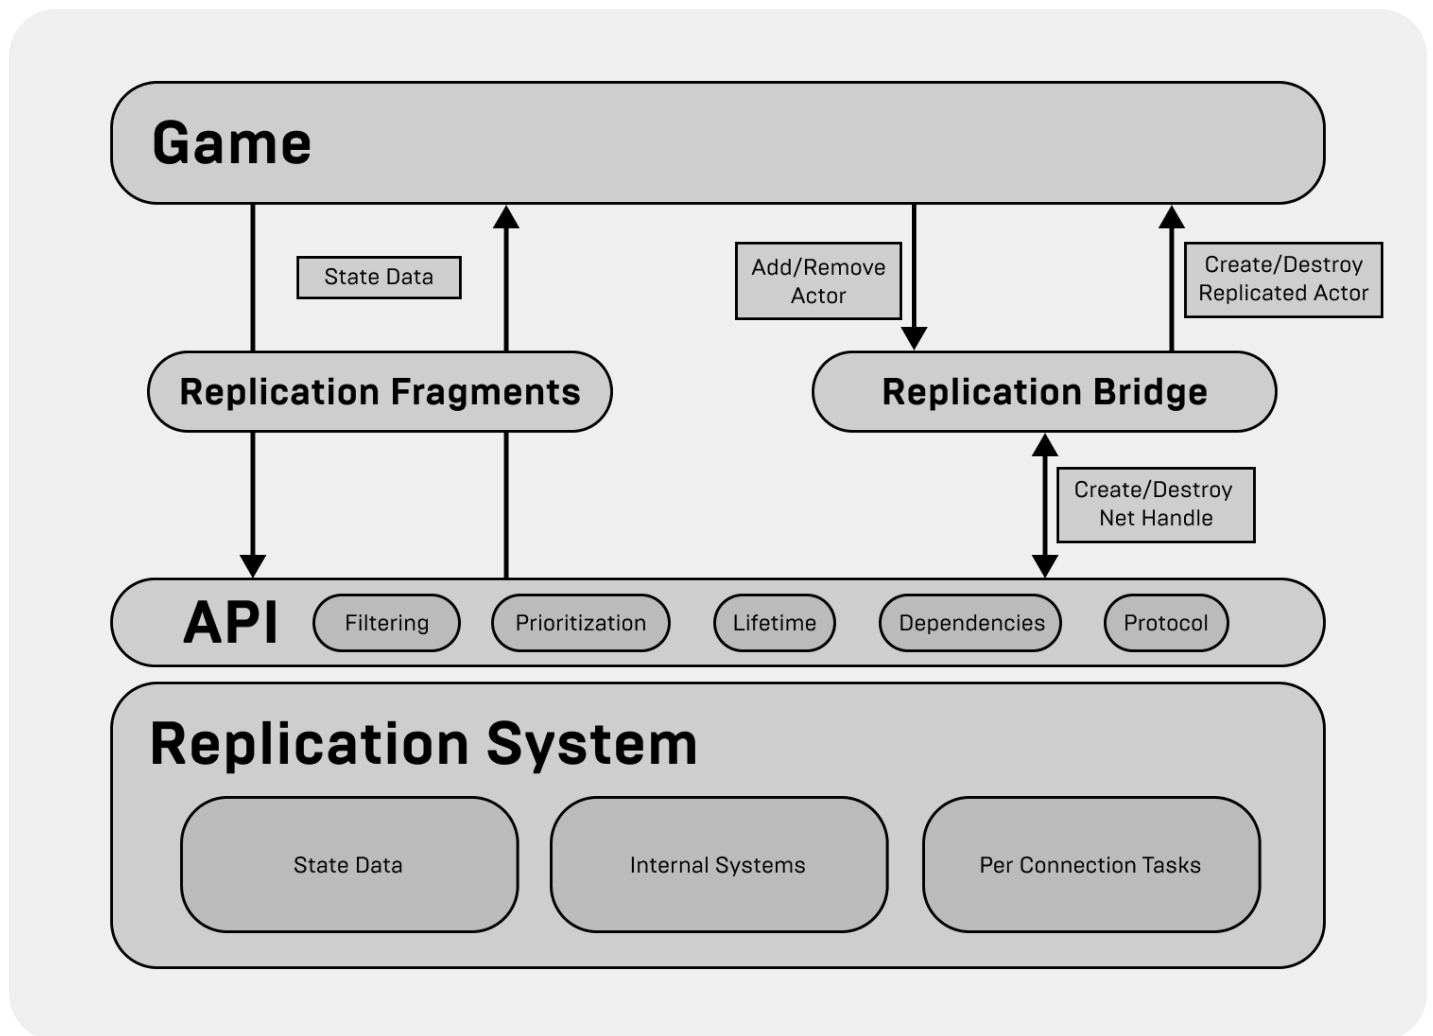 Game
State Data
Add/Remove
Actor
Create/Destroy
Replicated Actor
Replication Fragments
Replication Bridge
Create/Destroy
Net Handle
API
Filtering
Prioritization
Lifetime
Dependencies
Protocol
Replication System
State Data
Internal Systems
Per Connection Tasks